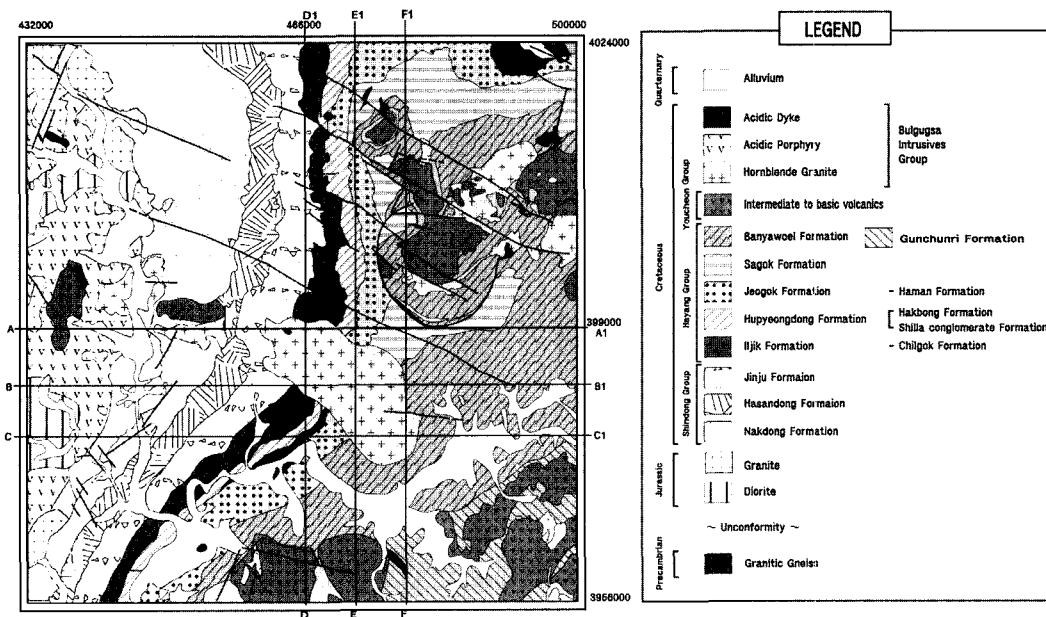 D1 E1 F1
432000 466000 500000
4024000
A 399000
A1
B B1
C C1
3956000
D E F
LEGEND
Quarternary
Alluvium
Cretaceous
Acidic Dyke
Acidic Porphyry
Hornblende Granite
Bulgugsa
Intrusives
Group
Youcheon Group
Intermediate to basic volcanics
Hayang Group
Banyawoel Formation
Gunchunri Formation
Sagok Formation
Jeogok Formation
- Haman Formation
Hupyeongdong Formation
Hakbong Formation
Shilla conglomerate Formation
Iljik Formation
- Chilgok Formation
Shindong Group
Jinju Formaion
Hasandong Formaion
Nakdong Formation
Jurassic
Granite
Diorite
~ Unconformity ~
Precambrian
Granitic Gneiss